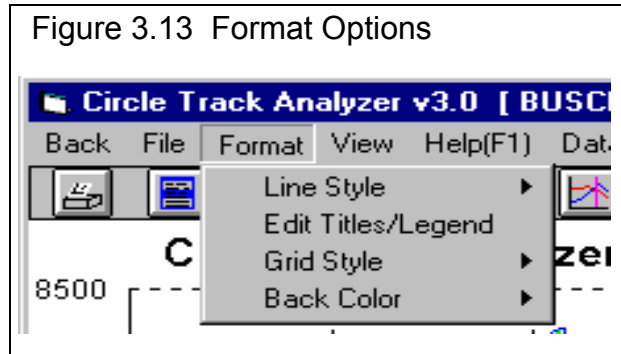 Figure 3.13 Format Options
Circle Track Analyzer v3.0 [ BUSC
Back File Format View Help(F1) Dat
Line Style
Edit Titles/Legend
Grid Style
Back Color
C zer
8500